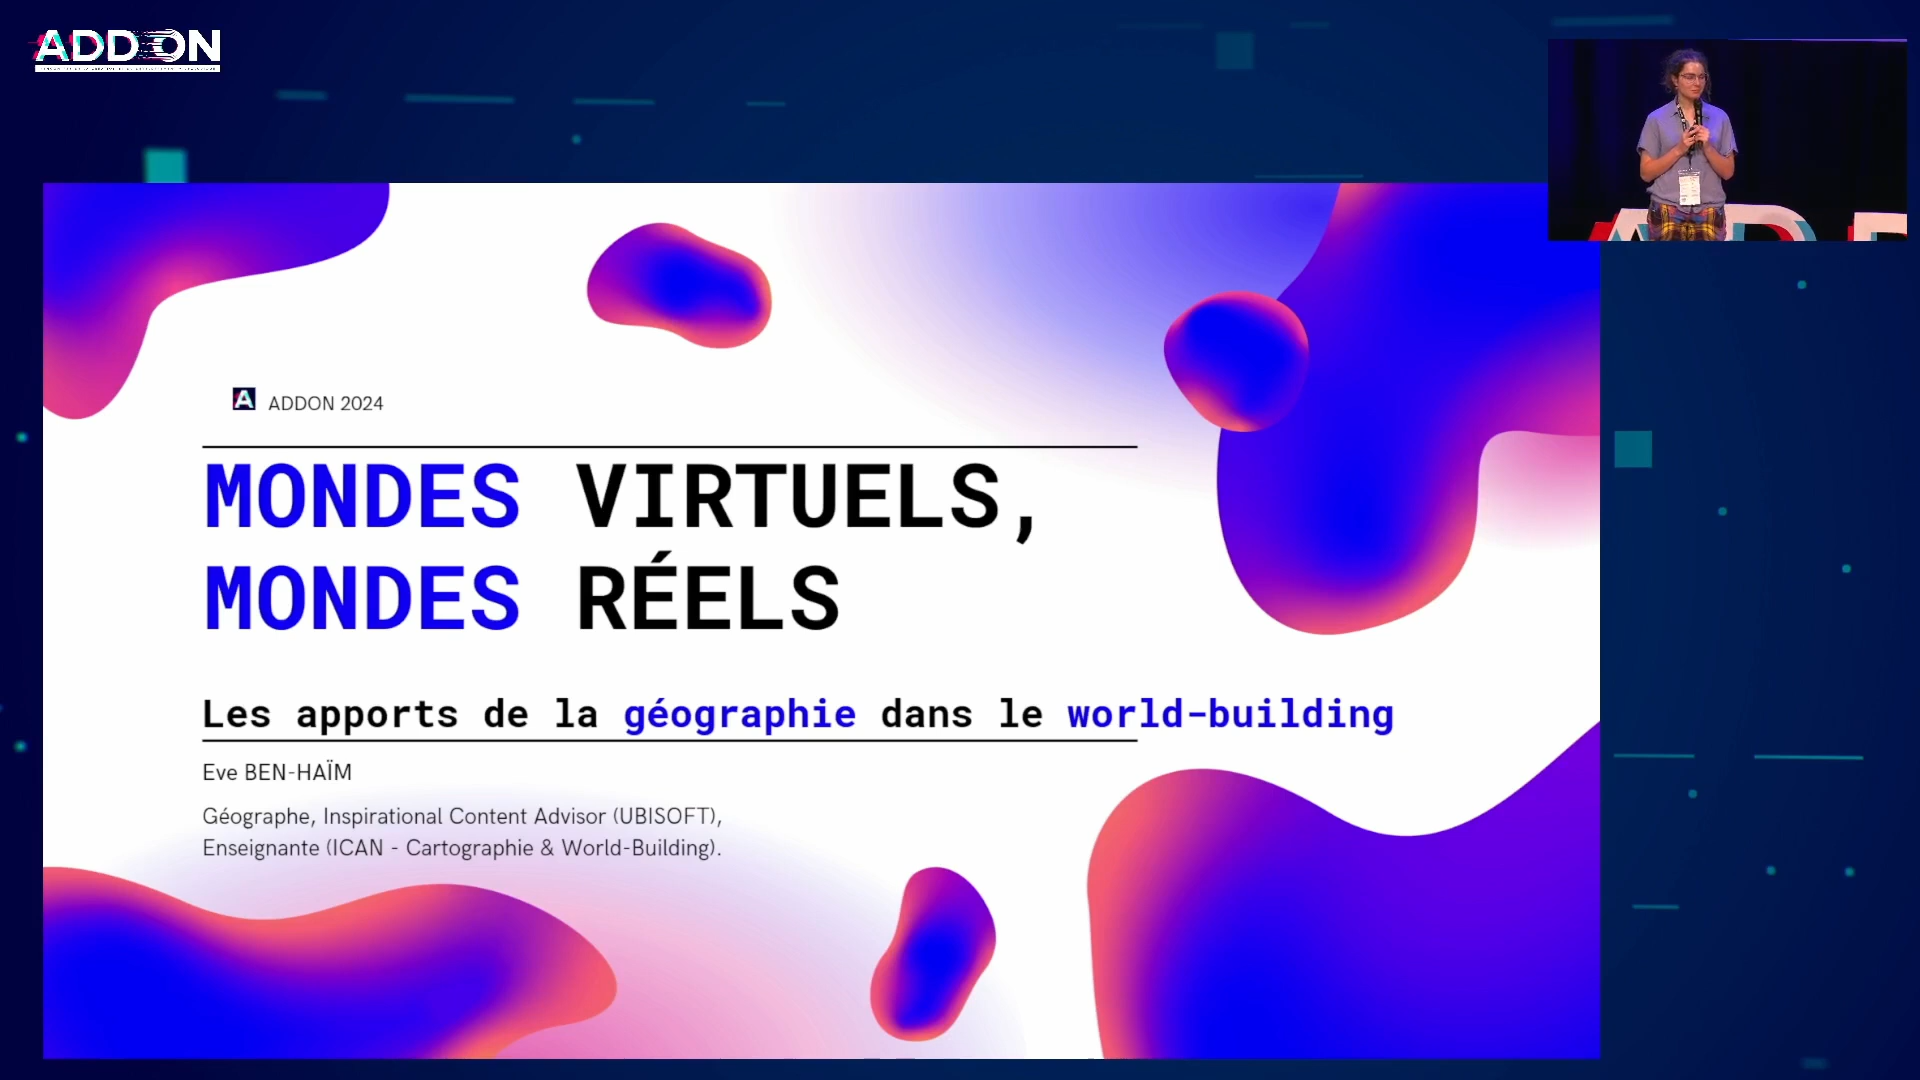 ADDON
ADDON 2024
MONDES VIRTUELS,
MONDES RÉELS
Les apports de la géographie dans le world-building
Eve BEN-HAÏM
Géographe, Inspirational Content Advisor (UBISOFT),
Enseignante (ICAN - Cartographie & World-Building).